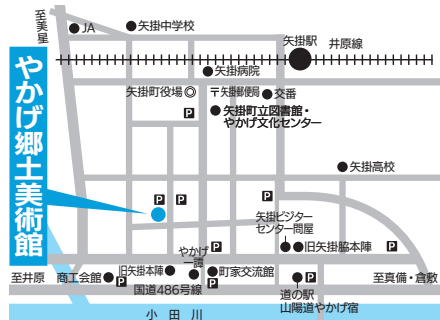 至美星
JA
矢掛中学校
矢掛駅
井原線
矢掛病院
矢掛町役場◎
〒矢掛郵便局
交番
矢掛町立図書館・
やかげ文化センター
P
矢掛高校
やかげ郷土美術館
P
P
P
矢掛ビジター
センター問屋
旧矢掛脇本陣
P
P
やかげ
一譚
至井原
商工会館
旧矢掛本陣
町家交流館
P
P
P
至真備・倉敷
国道486号線
道の駅
山陽道やかげ宿
小田川